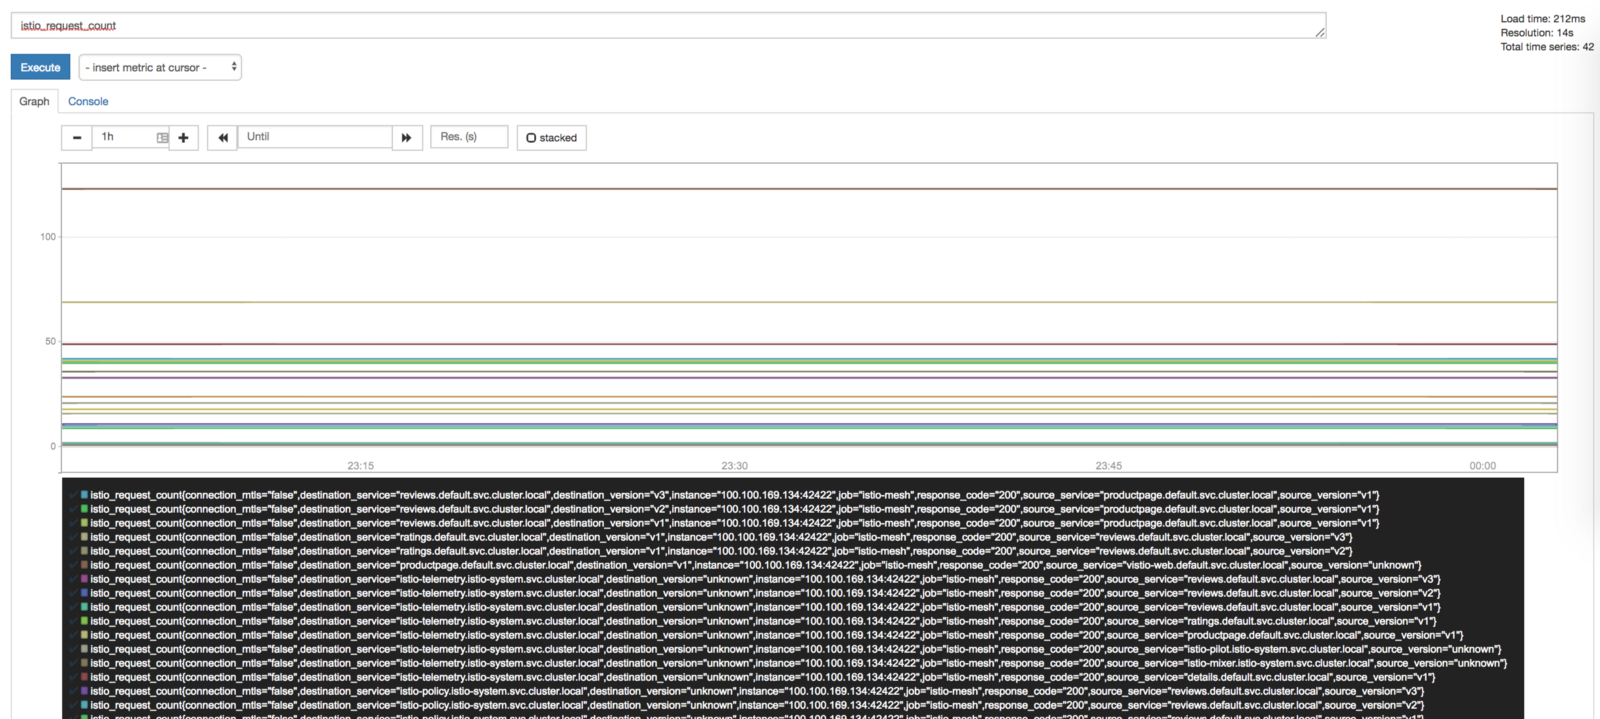 istio_request_count
Load time: 212ms
Resolution: 14s
Total time series: 42
Execute
- insert metric at cursor -
Graph Console
1h Until Res. (s) stacked
100
50
0
23:15 23:30 23:45 00:00
istio_request_count{connection_mtls="false",destination_service="reviews.default.svc.cluster.local",destination_version="v3",instance="100.100.169.134:42422",job="istio-mesh",response_code="200",source_service="productpage.default.svc.cluster.local",source_version="v1"}
istio_request_count{connection_mtls="false",destination_service="reviews.default.svc.cluster.local",destination_version="v2",instance="100.100.169.134:42422",job="istio-mesh",response_code="200",source_service="productpage.default.svc.cluster.local",source_version="v1"}
istio_request_count{connection_mtls="false",destination_service="reviews.default.svc.cluster.local",destination_version="v1",instance="100.100.169.134:42422",job="istio-mesh",response_code="200",source_service="productpage.default.svc.cluster.local",source_version="v1"}
istio_request_count{connection_mtls="false",destination_service="ratings.default.svc.cluster.local",destination_version="v1",instance="100.100.169.134:42422",job="istio-mesh",response_code="200",source_service="reviews.default.svc.cluster.local",source_version="v3"}
istio_request_count{connection_mtls="false",destination_service="ratings.default.svc.cluster.local",destination_version="v1",instance="100.100.169.134:42422",job="istio-mesh",response_code="200",source_service="reviews.default.svc.cluster.local",source_version="v2"}
istio_request_count{connection_mtls="false",destination_service="productpage.default.svc.cluster.local",destination_version="v1",instance="100.100.169.134:42422",job="istio-mesh",response_code="200",source_service="vistio-web.default.svc.cluster.local",source_version="unknown"}
istio_request_count{connection_mtls="false",destination_service="istio-telemetry.istio-system.svc.cluster.local",destination_version="unknown",instance="100.100.169.134:42422",job="istio-mesh",response_code="200",source_service="reviews.default.svc.cluster.local",source_version="v3"}
istio_request_count{connection_mtls="false",destination_service="istio-telemetry.istio-system.svc.cluster.local",destination_version="unknown",instance="100.100.169.134:42422",job="istio-mesh",response_code="200",source_service="reviews.default.svc.cluster.local",source_version="v2"}
istio_request_count{connection_mtls="false",destination_service="istio-telemetry.istio-system.svc.cluster.local",destination_version="unknown",instance="100.100.169.134:42422",job="istio-mesh",response_code="200",source_service="reviews.default.svc.cluster.local",source_version="v1"}
istio_request_count{connection_mtls="false",destination_service="istio-telemetry.istio-system.svc.cluster.local",destination_version="unknown",instance="100.100.169.134:42422",job="istio-mesh",response_code="200",source_service="ratings.default.svc.cluster.local",source_version="v1"}
istio_request_count{connection_mtls="false",destination_service="istio-telemetry.istio-system.svc.cluster.local",destination_version="unknown",instance="100.100.169.134:42422",job="istio-mesh",response_code="200",source_service="productpage.default.svc.cluster.local",source_version="v1"}
istio_request_count{connection_mtls="false",destination_service="istio-telemetry.istio-system.svc.cluster.local",destination_version="unknown",instance="100.100.169.134:42422",job="istio-mesh",response_code="200",source_service="istio-pilot.istio-system.svc.cluster.local",source_version="unknown"}
istio_request_count{connection_mtls="false",destination_service="istio-telemetry.istio-system.svc.cluster.local",destination_version="unknown",instance="100.100.169.134:42422",job="istio-mesh",response_code="200",source_service="istio-mixer.istio-system.svc.cluster.local",source_version="unknown"}
istio_request_count{connection_mtls="false",destination_service="istio-telemetry.istio-system.svc.cluster.local",destination_version="unknown",instance="100.100.169.134:42422",job="istio-mesh",response_code="200",source_service="details.default.svc.cluster.local",source_version="v1"}
istio_request_count{connection_mtls="false",destination_service="istio-policy.istio-system.svc.cluster.local",destination_version="unknown",instance="100.100.169.134:42422",job="istio-mesh",response_code="200",source_service="reviews.default.svc.cluster.local",source_version="v3"}
istio_request_count{connection_mtls="false",destination_service="istio-policy.istio-system.svc.cluster.local",destination_version="unknown",instance="100.100.169.134:42422",job="istio-mesh",response_code="200",source_service="reviews.default.svc.cluster.local",source_version="v2"}